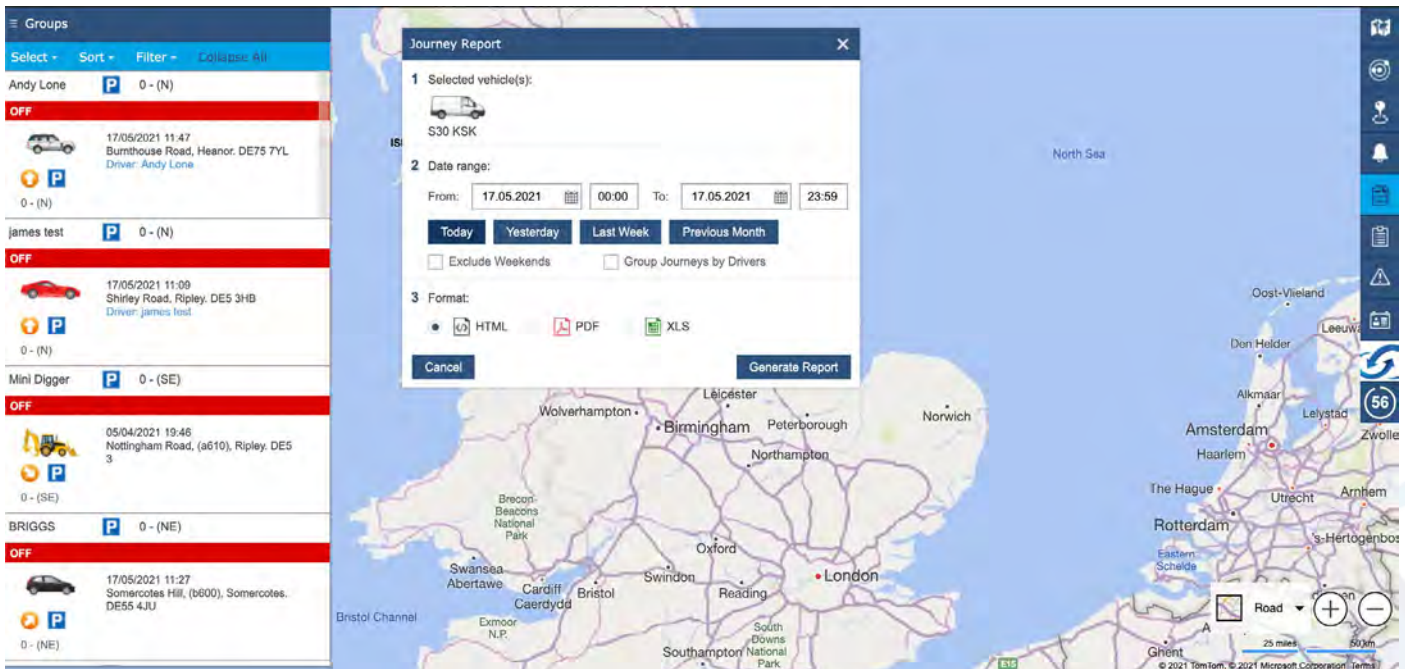 Groups
Select Sort Filter Collapse All
Andy Lone P 0 - (N)
OFF
17/05/2021 11:47
Burnthouse Road, Heanor. DE75 7YL
Driver: Andy Lone
P
0 - (N)
james test P 0 - (N)
OFF
17/05/2021 11:09
Shirley Road, Ripley. DE5 3HB
Driver: james test
P
0 - (N)
Mini Digger P 0 - (SE)
OFF
05/04/2021 19:46
Nottingham Road, (a610), Ripley. DE5
3
P
0 - (SE)
BRIGGS P 0 - (NE)
OFF
17/05/2021 11:27
Somercotes Hill, (b600), Somercotes.
DE55 4JU
P
0 - (NE)
Journey Report
1 Selected vehicle(s):
S30 KSK
2 Date range:
From: 17.05.2021 00:00 To: 17.05.2021 23:59
Today Yesterday Last Week Previous Month
Exclude Weekends Group Journeys by Drivers
3 Format:
HTML PDF XLS
Cancel Generate Report
North Sea
Leicester
Wolverhampton
Birmingham
Peterborough
Norwich
Northampton
Brecon
Beacons
National
Park
Oxford
Swansea
Abertawe
Cardiff
Caerdydd
Bristol
Swindon
Reading
London
Bristol Channel
Exmoor
N.P.
South
Downs
National
Park
Southampton
Oost-Vlieland
Leeuw
Den Helder
Alkmaar
Lelystad
Zwolle
Amsterdam
Haarlem
The Hague
Utrecht
Arnhem
Rotterdam
's-Hertogenbos
Eastern
Schelde
Ghent
E15
56
Road
25 miles 50 km
© 2021 TomTom, © 2021 Microsoft Corporation Terms